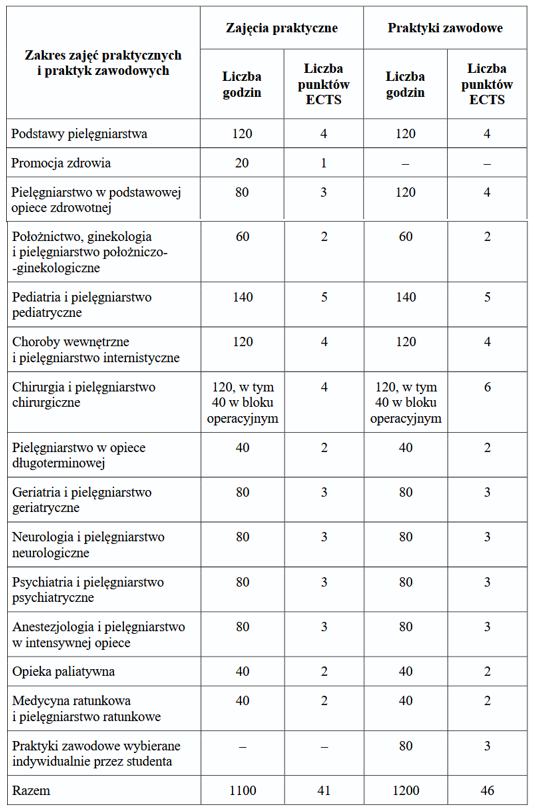 Zakres zajęć praktycznych
i praktyk zawodowych
Zajęcia praktyczne
Praktyki zawodowe
Liczba
godzin
Liczba
punktów
ECTS
Liczba
godzin
Liczba
punktów
ECTS
Podstawy pielęgniarstwa 120 4 120 4
Promocja zdrowia 20 1 – –
Pielęgniarstwo w podstawowej 80 3 120 4
opiece zdrowotnej
Położnictwo, ginekologia 60 2 60 2
i pielęgniarstwo położniczo-
-ginekologiczne
Pediatria i pielęgniarstwo 140 5 140 5
pediatryczne
Choroby wewnętrzne 120 4 120 4
i pielęgniarstwo internistyczne
Chirurgia i pielęgniarstwo 120, w tym 4 120, w tym 6
chirurgiczne 40 w bloku 40 w bloku
operacyjnym operacyjnym
Pielęgniarstwo w opiece 40 2 40 2
długoterminowej
Geriatria i pielęgniarstwo 80 3 80 3
geriatryczne
Neurologia i pielęgniarstwo 80 3 80 3
neurologiczne
Psychiatria i pielęgniarstwo 80 3 80 3
psychiatryczne
Anestezjologia i pielęgniarstwo 80 3 80 3
w intensywnej opiece
Opieka paliatywna 40 2 40 2
Medycyna ratunkowa 40 2 40 2
i pielęgniarstwo ratunkowe
Praktyki zawodowe wybierane – – 80 3
indywidualnie przez studenta
Razem 1100 41 1200 46